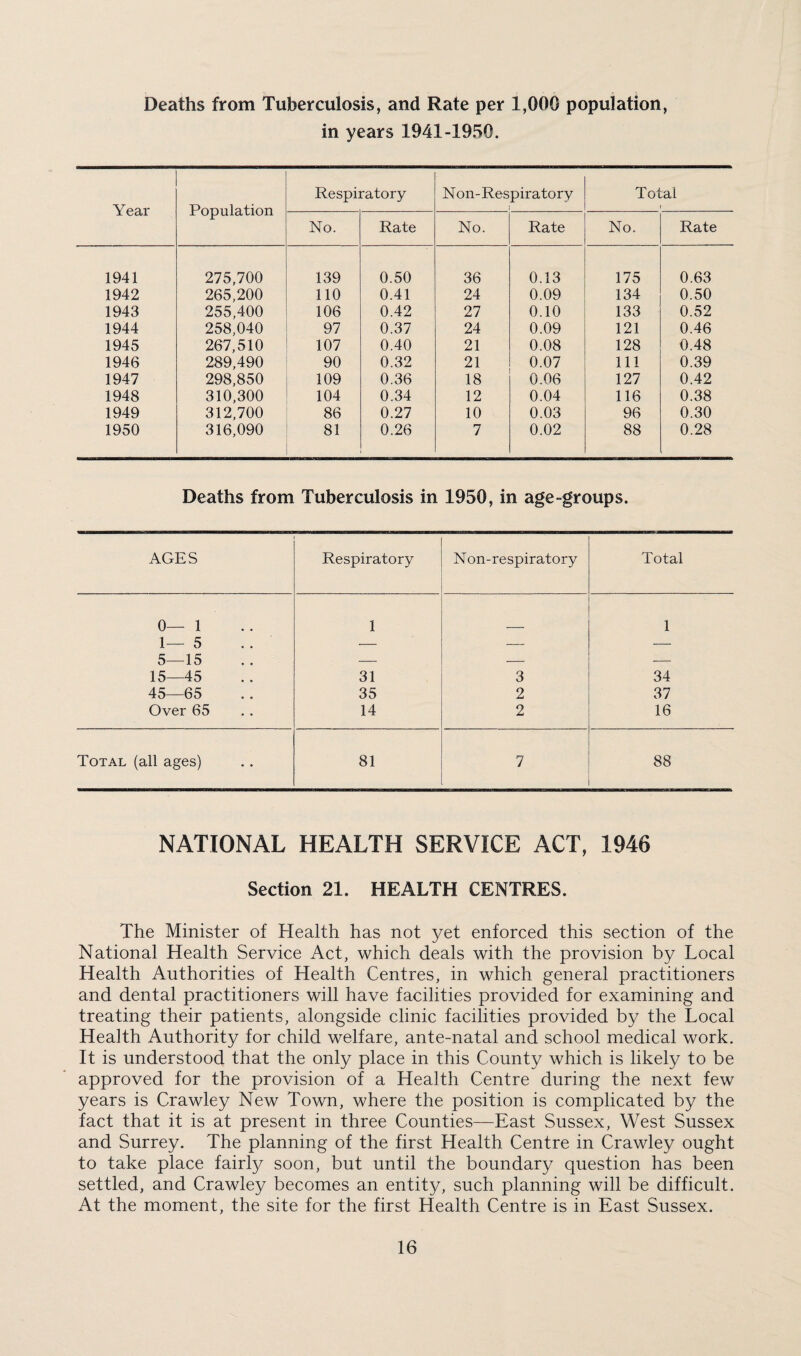 Deaths from Tuberculosis, and Rate per 1,000 population,
in years 1941-1950.
Year Population Respiratory Non-Respiratory Total
No. Rate No. Rate No. Rate
1941 275,700 139 0.50 36 0.13 175 0.63
1942 265,200 110 0.41 24 0.09 134 0.50
1943 255,400 106 0.42 27 0.10 133 0.52
1944 258,040 97 0.37 24 0.09 121 0.46
1945 267,510 107 0.40 21 0.08 128 0.48
1946 289,490 90 0.32 21 0.07 111 0.39
1947 298,850 109 0.36 18 0.06 127 0.42
1948 310,300 104 0.34 12 0.04 116 0.38
1949 312,700 86 0.27 10 0.03 96 0.30
1950 316,090 81 0.26 7 0.02 88 0.28
Deaths from Tuberculosis in 1950, in age-groups.
AGES Respiratory Non-respiratory Total
0— 1 .. 1 — 1
1— 5 .. — — —
5—15 .. — — —
15—45 .. 31 3 34
45—65 .. 35 2 37
Over 65 .. 14 2 16
Total (all ages) .. 81 7 88
NATIONAL HEALTH SERVICE ACT, 1946
Section 21. HEALTH CENTRES.
The Minister of Health has not yet enforced this section of the
National Health Service Act, which deals with the provision by Local
Health Authorities of Health Centres, in which general practitioners
and dental practitioners will have facilities provided for examining and
treating their patients, alongside clinic facilities provided by the Local
Health Authority for child welfare, ante-natal and school medical work.
It is understood that the only place in this County which is likely to be
approved for the provision of a Health Centre during the next few
years is Crawley New Town, where the position is complicated by the
fact that it is at present in three Counties—East Sussex, West Sussex
and Surrey. The planning of the first Health Centre in Crawley ought
to take place fairly soon, but until the boundary question has been
settled, and Crawley becomes an entity, such planning will be difficult.
At the moment, the site for the first Health Centre is in East Sussex.
16